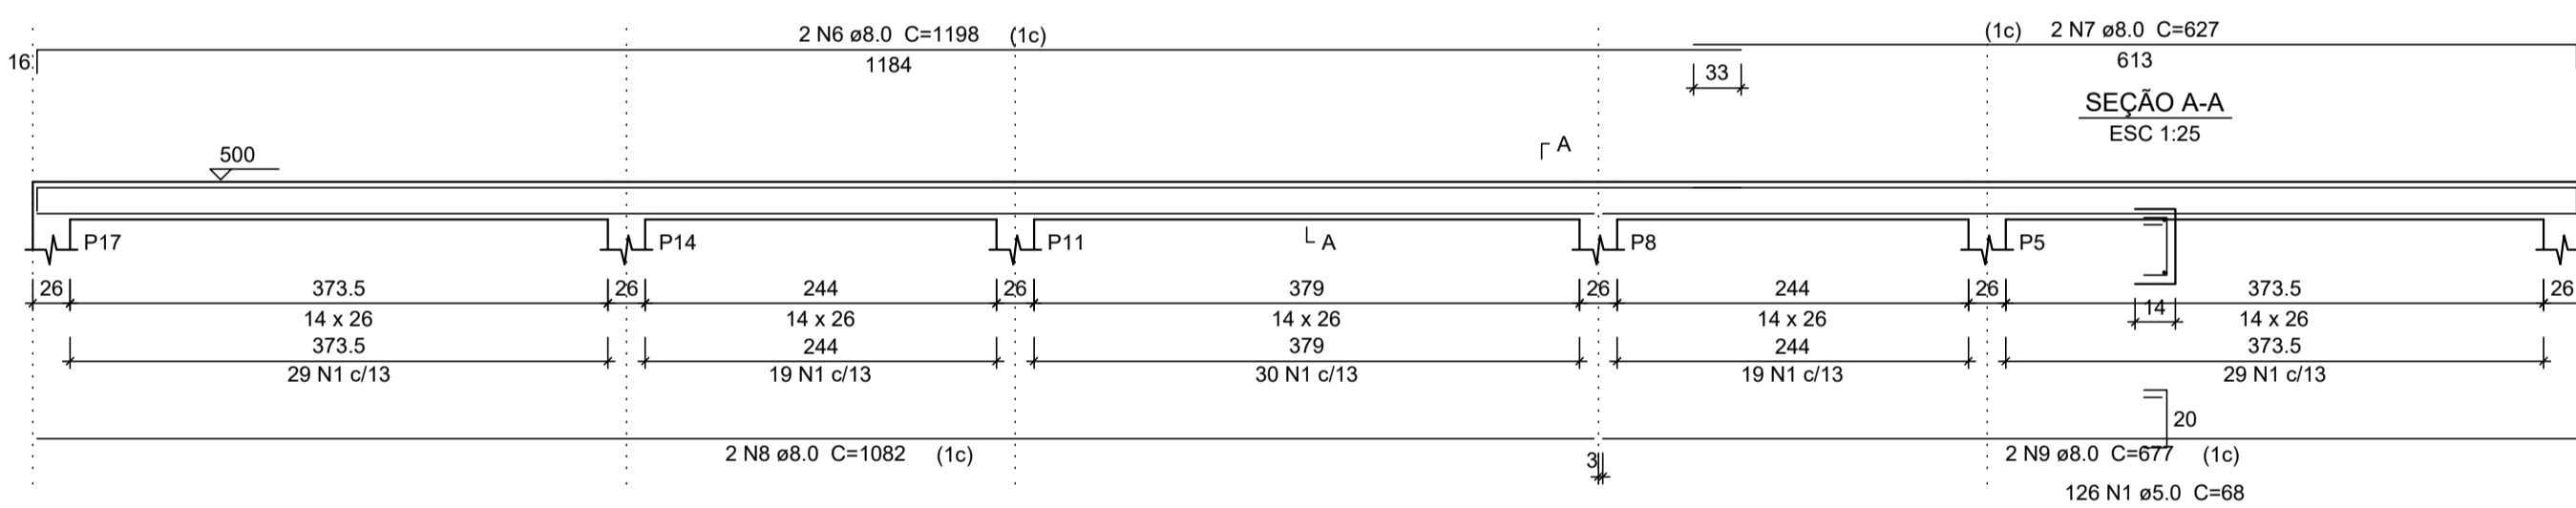 2 N6 ø8.0 C=1198 (1c)
(1c) 2 N7 ø8.0 C=627
16
1184
613
33
SEÇÃO A-A
ESC 1:25
A
500
P17
P14
P11
A
P8
P5
26 373.5 26 244 26 379 26 244 26 373.5 26
14 x 26 14 x 26 14 x 26 14 x 26 14 14 x 26
373.5 244 379 244 373.5
29 N1 c/13 19 N1 c/13 30 N1 c/13 19 N1 c/13 29 N1 c/13
20
2 N8 ø8.0 C=1082 (1c)
3
2 N9 ø8.0 C=677 (1c)
126 N1 ø5.0 C=68